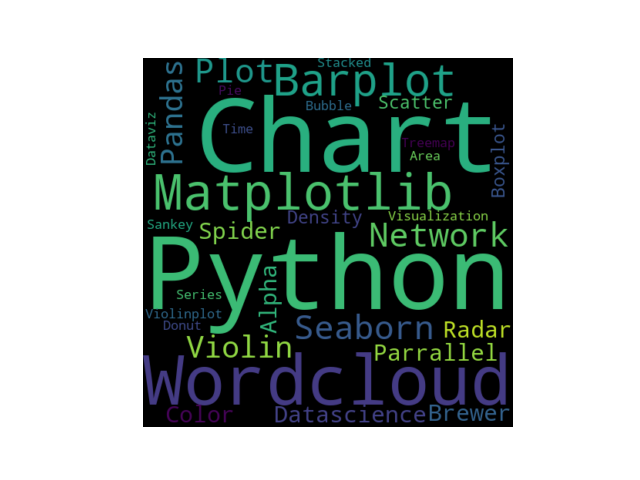 Stacked
Plot
Barplot
Pandas
Pie
Bubble
Scatter
Chart
Dataviz
Time
Treemap
Area
Boxplot
Matplotlib
Density
Visualization
Sankey
Spider
Network
Python
Alpha
Series
Violinplot
Donut
Seaborn
Radar
Violin
Parrallel
Wordcloud
Color
Datascience
Brewer